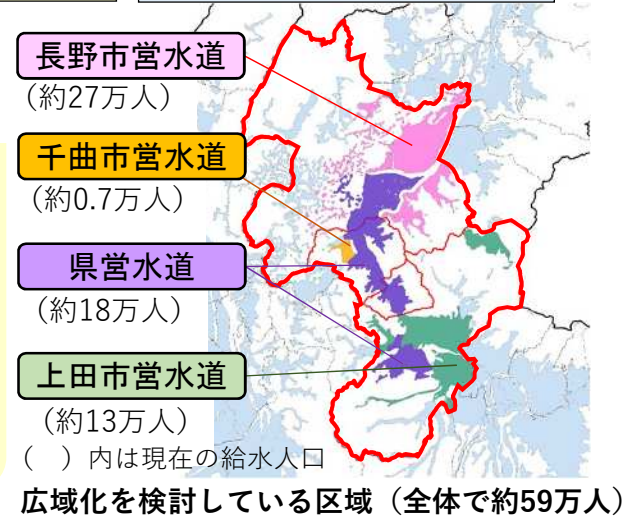 長野市営水道
（約27万人）
千曲市営水道
（約0.7万人）
県営水道
（約18万人）
上田市営水道
（約13万人）
（　）内は現在の給水人口
広域化を検討している区域（全体で約59万人）